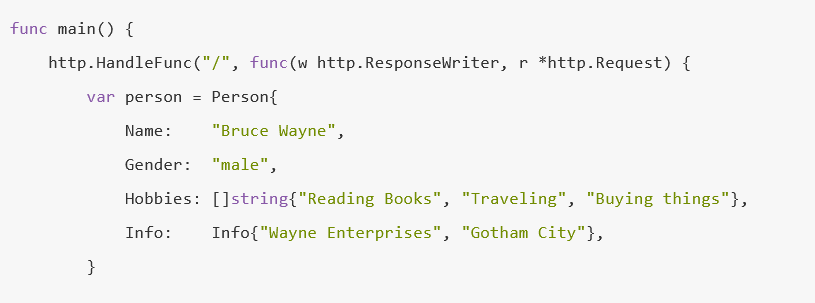 func main() {
    http.HandleFunc("/", func(w http.ResponseWriter, r *http.Request) {
        var person = Person{
            Name:    "Bruce Wayne",
            Gender:  "male",
            Hobbies: []string{"Reading Books", "Traveling", "Buying things"},
            Info:    Info{"Wayne Enterprises", "Gotham City"},
        }